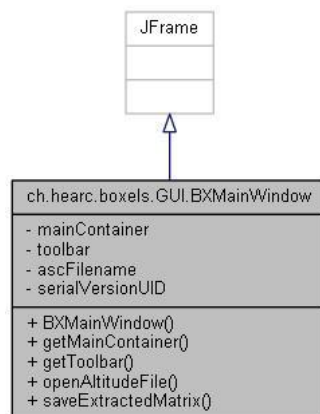 JFrame
ch.hearc.boxels.GUI.BXMainWindow
- mainContainer
- toolbar
- ascFilename
- serialVersionUID
+ BXMainWindow()
+ getMainContainer()
+ getToolbar()
+ openAltitudeFile()
+ saveExtractedMatrix()